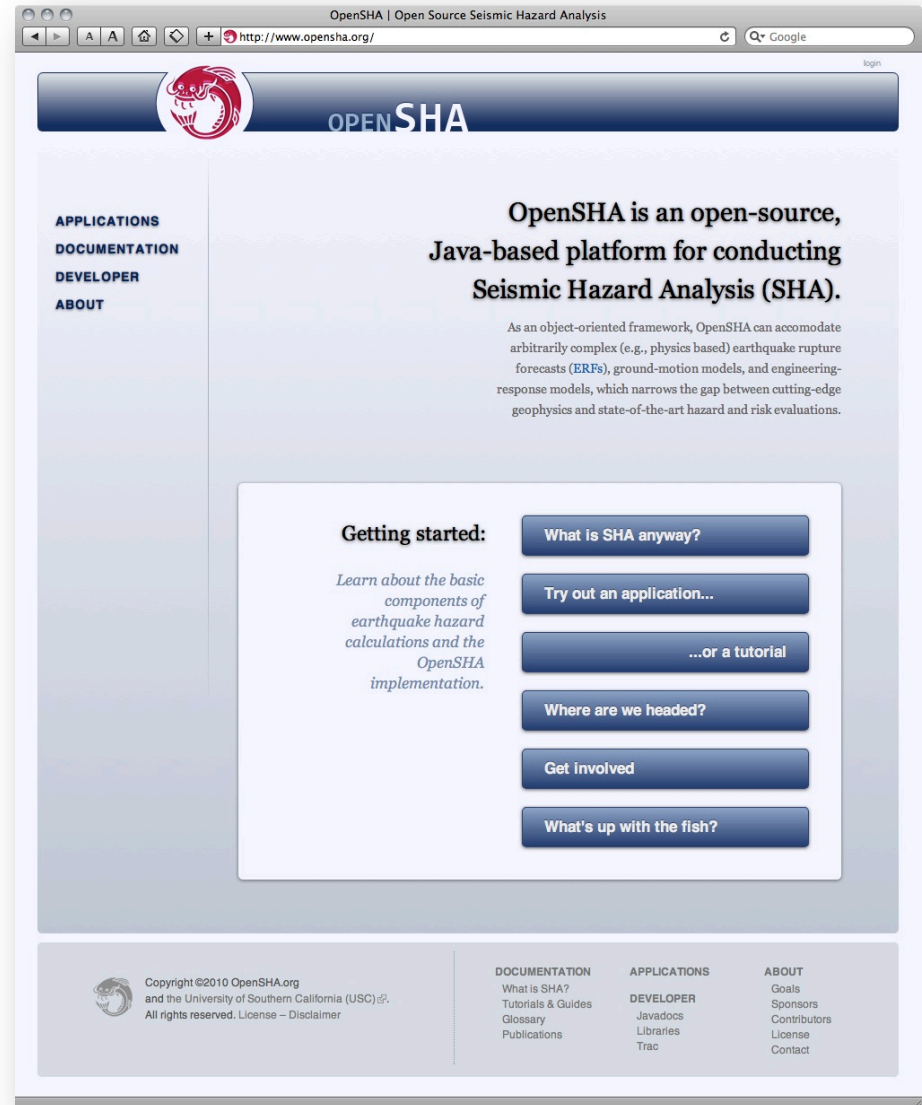 OpenSHA | Open Source Seismic Hazard Analysis
A A + http://www.opensha.org/ Google
login
OPENSHA
APPLICATIONS
DOCUMENTATION
DEVELOPER
ABOUT
OpenSHA is an open-source,
Java-based platform for conducting
Seismic Hazard Analysis (SHA).
As an object-oriented framework, OpenSHA can accomodate
arbitrarily complex (e.g., physics based) earthquake rupture
forecasts (ERFs), ground-motion models, and engineering-
response models, which narrows the gap between cutting-edge
geophysics and state-of-the-art hazard and risk evaluations.
Getting started:
Learn about the basic
components of
earthquake hazard
calculations and the
OpenSHA
implementation.
What is SHA anyway?
Try out an application...
...or a tutorial
Where are we headed?
Get involved
What's up with the fish?
Copyright ©2010 OpenSHA.org
and the University of Southern California (USC).
All rights reserved. License – Disclaimer
DOCUMENTATION
What is SHA?
Tutorials & Guides
Glossary
Publications
APPLICATIONS
DEVELOPER
Javadocs
Libraries
Trac
ABOUT
Goals
Sponsors
Contributors
License
Contact